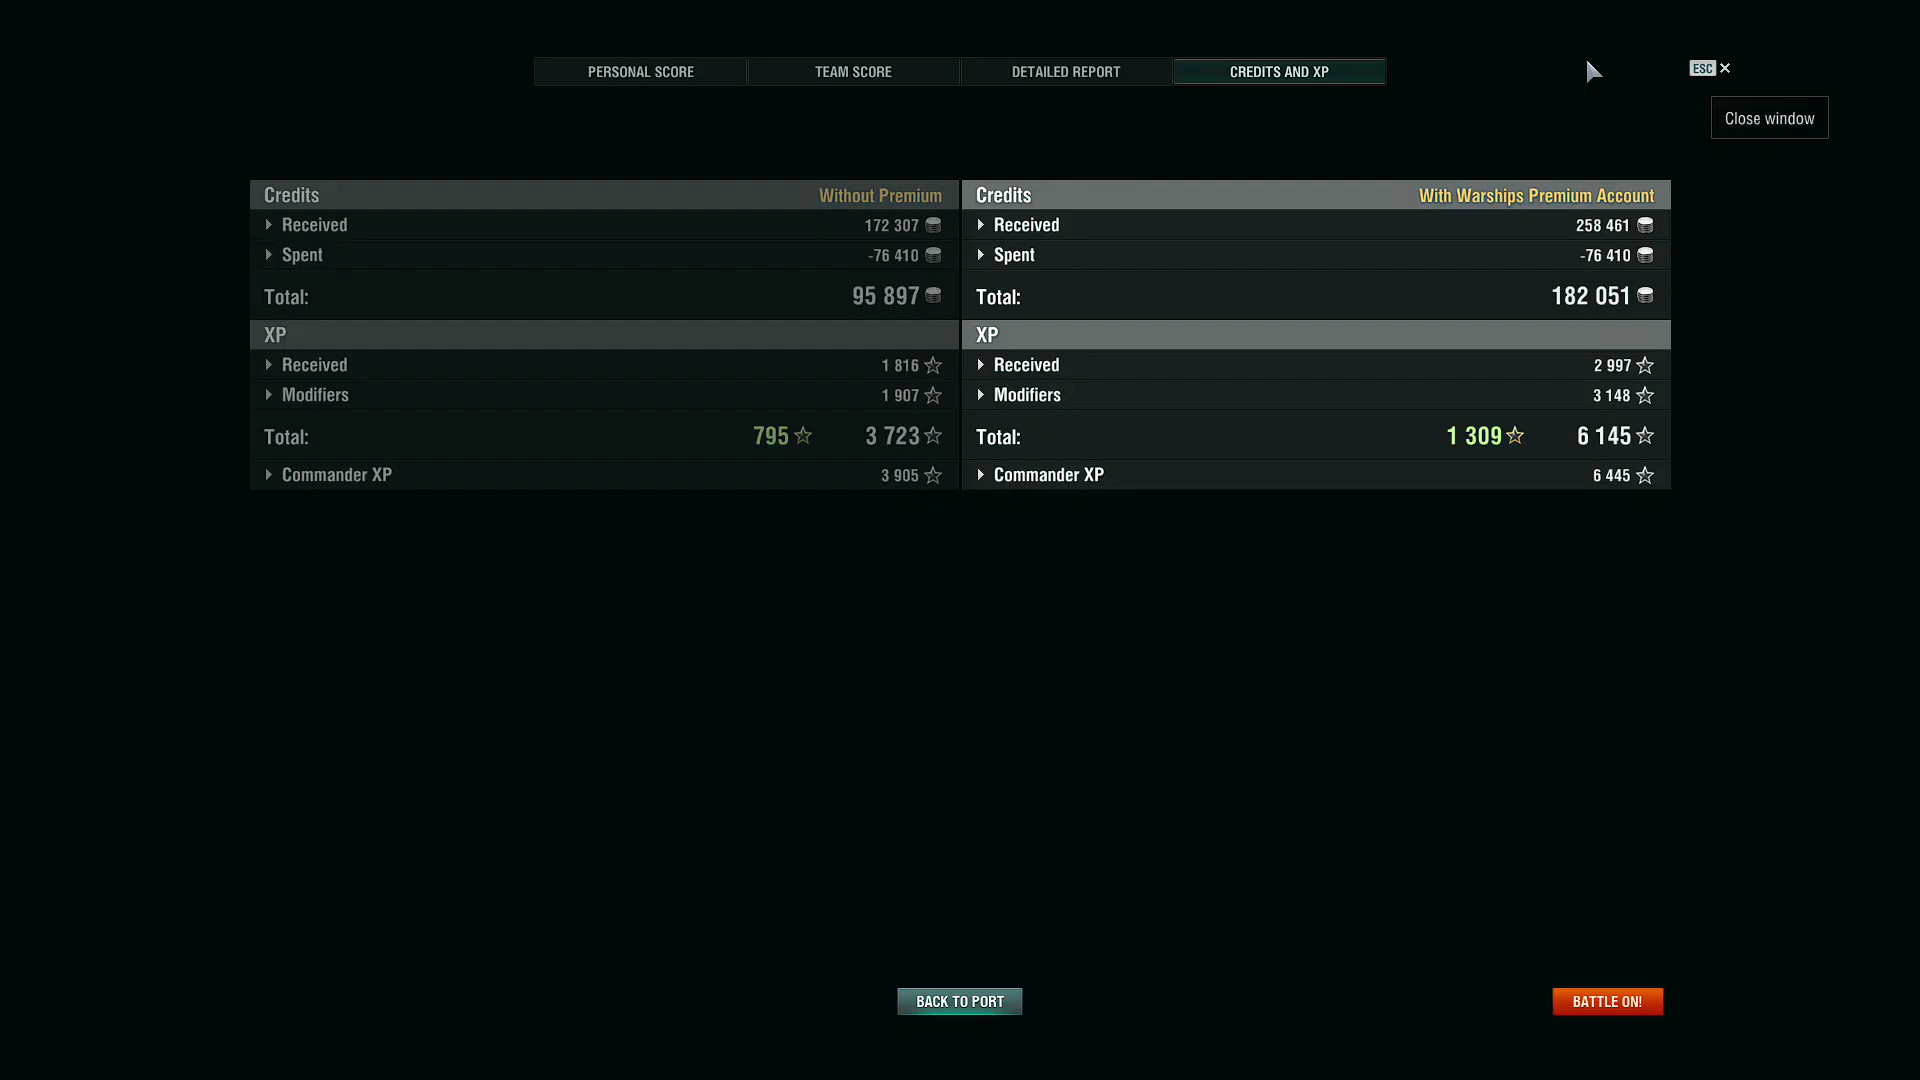 PERSONAL SCORE TEAM SCORE DETAILED REPORT CREDITS AND XP ESC
Close window
Credits Without Premium
Received 172 307
Spent -76 410
Total: 95 897
XP
Received 1 816
Modifiers 1 907
Total: 795 3 723
Commander XP 3 905
Credits With Warships Premium Account
Received 258 461
Spent -76 410
Total: 182 051
XP
Received 2 997
Modifiers 3 148
Total: 1 309 6 145
Commander XP 6 445
BACK TO PORT BATTLE ON!